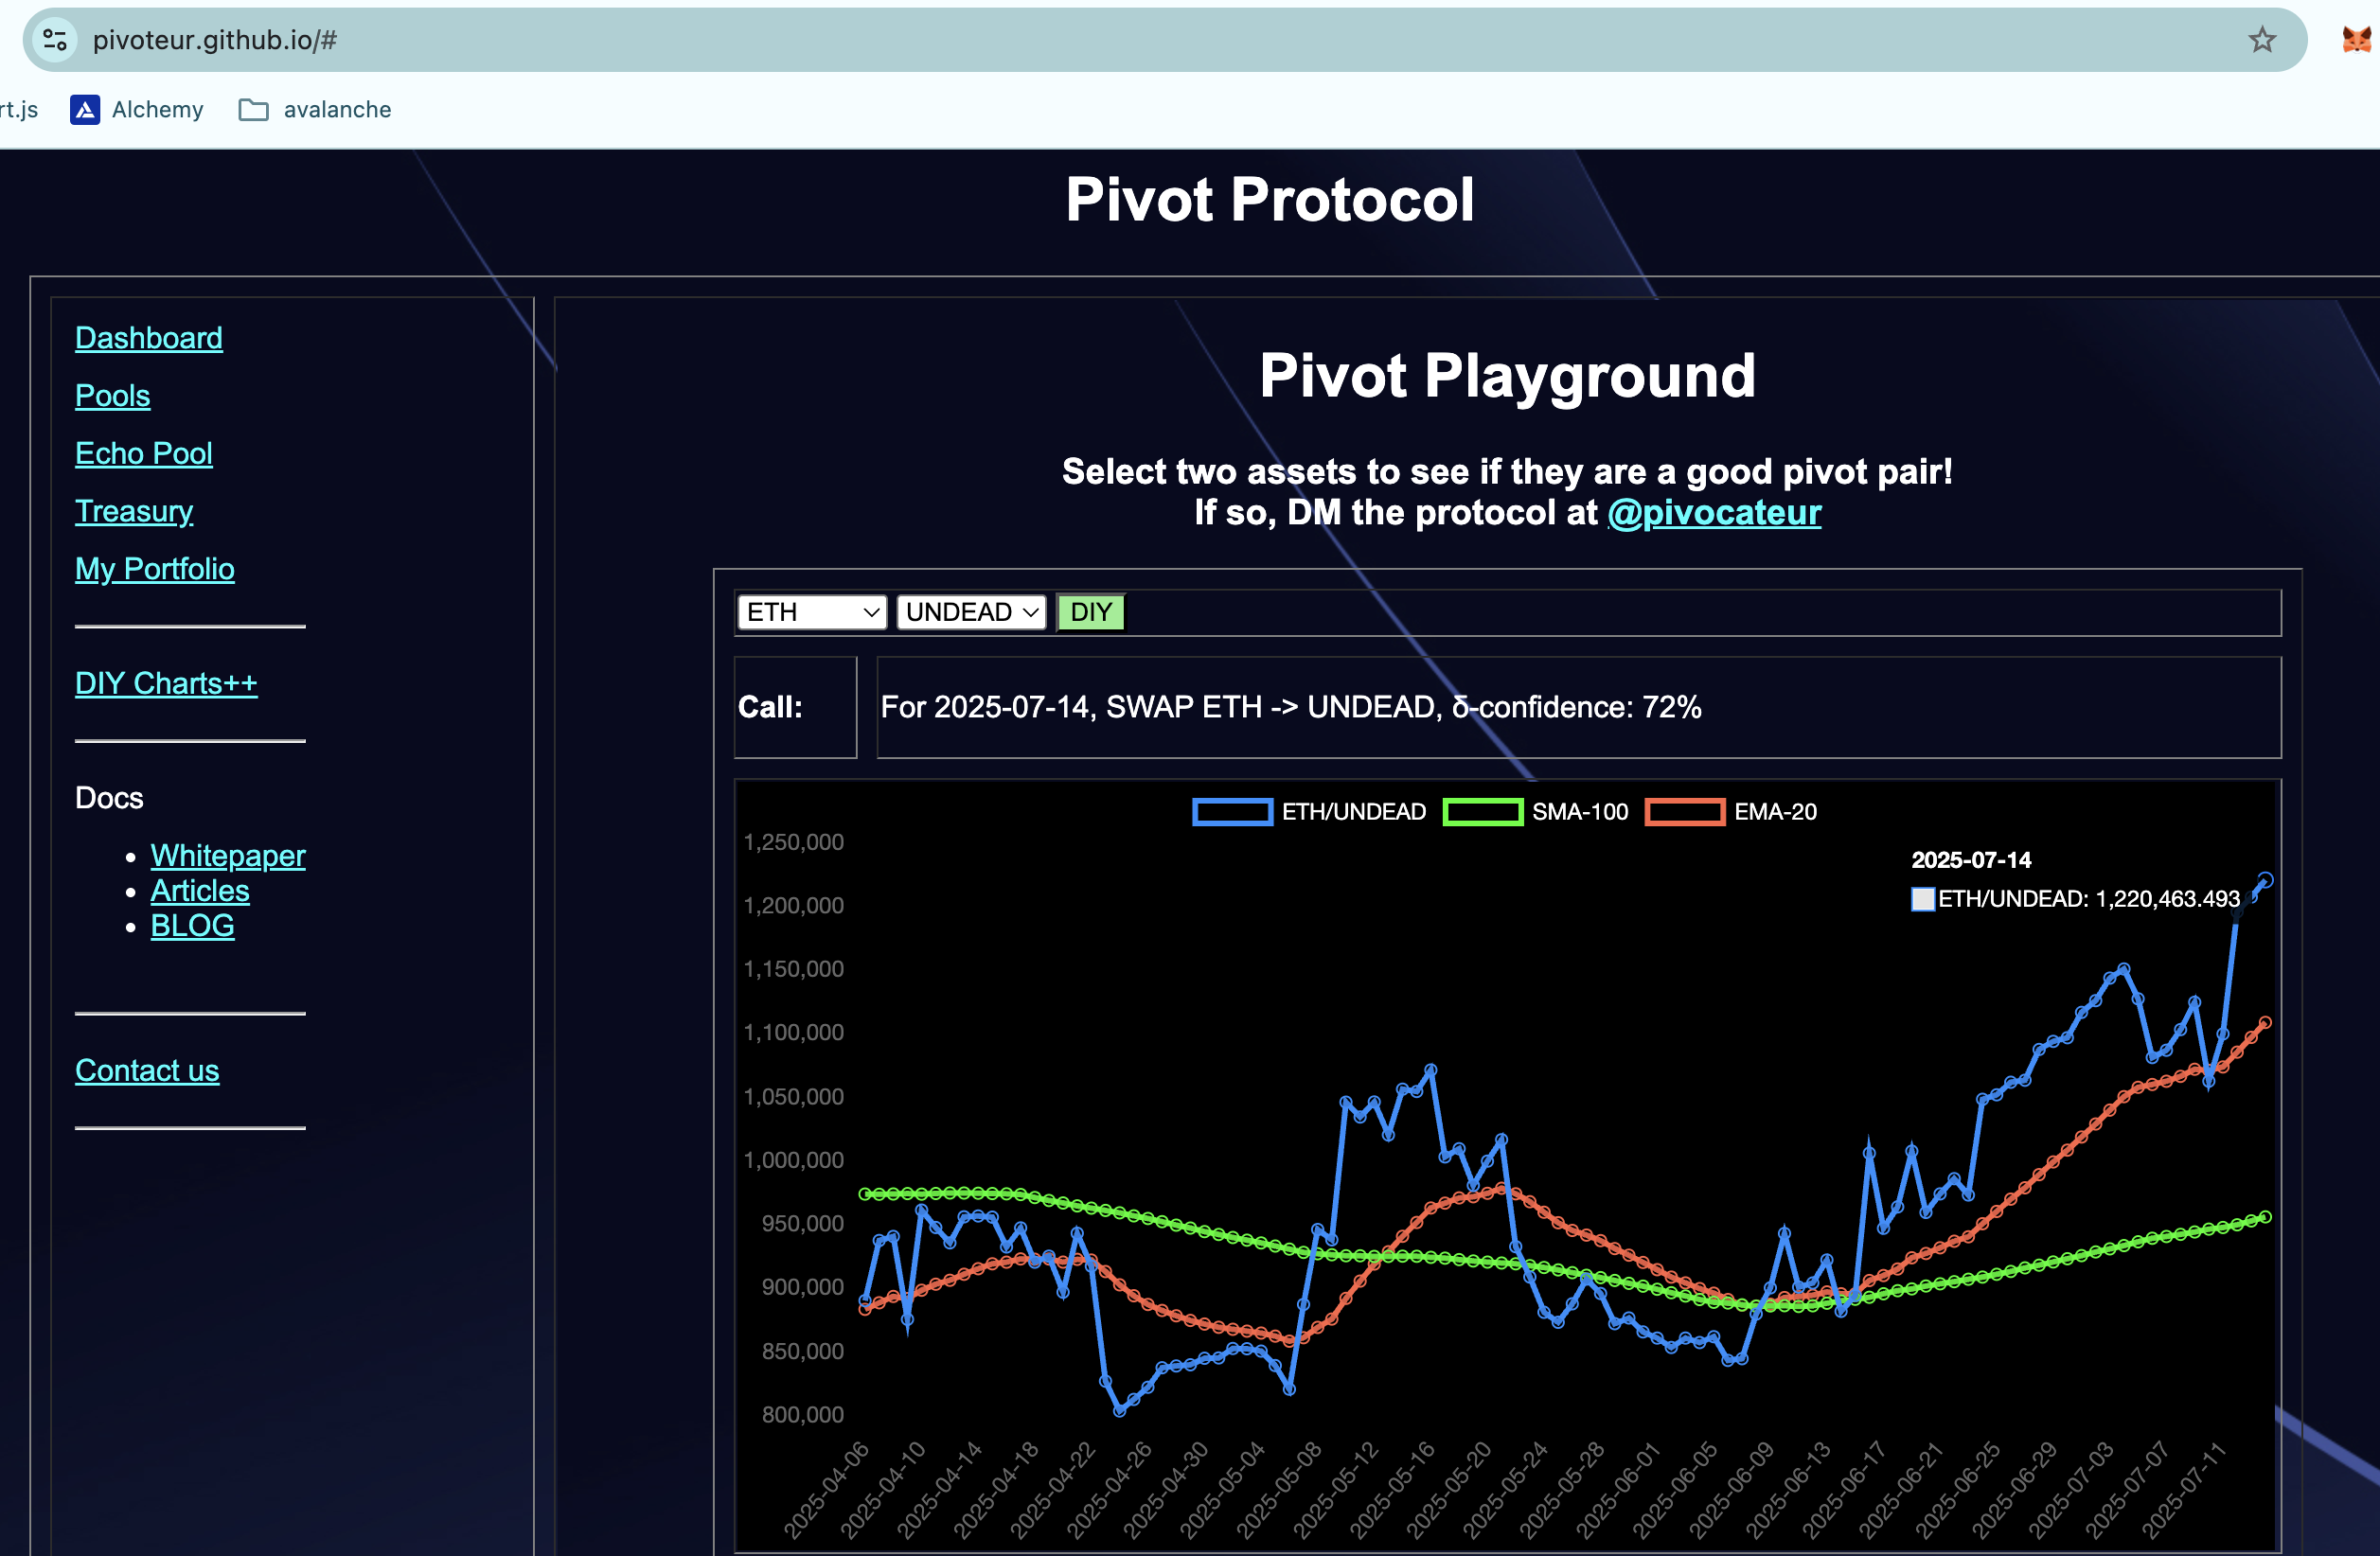 pivoteur.github.io/#
rt.js Alchemy avalanche
Pivot Protocol
Dashboard
Pools
Echo Pool
Treasury
My Portfolio
DIY Charts++
Docs
Whitepaper
Articles
BLOG
Contact us
Pivot Playground
Select two assets to see if they are a good pivot pair!
If so, DM the protocol at @pivocateur
ETH UNDEAD DIY
Call: For 2025-07-14, SWAP ETH -> UNDEAD, δ-confidence: 72%
ETH/UNDEAD SMA-100 EMA-20
2025-07-14
ETH/UNDEAD: 1,220,463.493
1,250,000
1,200,000
1,150,000
1,100,000
1,050,000
1,000,000
950,000
900,000
850,000
800,000
2025-04-06
2025-04-10
2025-04-14
2025-04-18
2025-04-22
2025-04-26
2025-04-30
2025-05-04
2025-05-08
2025-05-12
2025-05-16
2025-05-20
2025-05-24
2025-05-28
2025-06-01
2025-06-05
2025-06-09
2025-06-13
2025-06-17
2025-06-21
2025-06-25
2025-06-29
2025-07-03
2025-07-07
2025-07-11